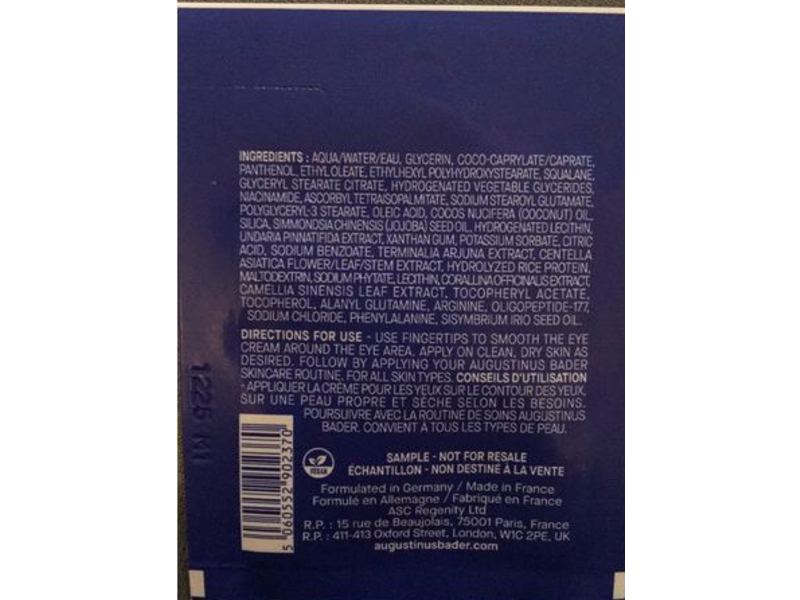 INGREDIENTS : AQUA/WATER/EAU, GLYCERIN, COCO-CAPRYLATE/CAPRATE,
PANTHENOL, ETHYL OLEATE, ETHYLHEXYL POLYHYDROXYSTEARATE, SQUALANE,
GLYCERYL STEARATE CITRATE, HYDROGENATED VEGETABLE GLYCERIDES,
NIACINAMIDE, ASCORBYL TETRAISOPALMITATE, SODIUM STEAROYL GLUTAMATE,
POLYGLYCERYL-3 STEARATE, OLEIC ACID, COCOS NUCIFERA (COCONUT) OIL,
SILICA, SIMMONDSIA CHINENSIS (JOJOBA) SEED OIL, HYDROGENATED LECITHIN,
UNDARIA PINNATIFIDA EXTRACT, XANTHAN GUM, POTASSIUM SORBATE, CITRIC
ACID, SODIUM BENZOATE, TERMINALIA ARJUNA EXTRACT, CENTELLA
ASIATICA FLOWER/LEAF/STEM EXTRACT, HYDROLYZED RICE PROTEIN,
MALTODEXTRIN, SODIUM PHYTATE, LECITHIN, CORALLINA OFFICINALIS EXTRACT,
CAMELLIA SINENSIS LEAF EXTRACT, TOCOPHERYL ACETATE,
TOCOPHEROL, ALANYL GLUTAMINE, ARGININE, OLIGOPEPTIDE-177,
SODIUM CHLORIDE, PHENYLALANINE, SISYMBRIUM IRIO SEED OIL.
DIRECTIONS FOR USE - USE FINGERTIPS TO SMOOTH THE EYE
CREAM AROUND THE EYE AREA. APPLY ON CLEAN, DRY SKIN AS
DESIRED. FOLLOW BY APPLYING YOUR AUGUSTINUS BADER
SKINCARE ROUTINE. FOR ALL SKIN TYPES. CONSEILS D'UTILISATION
- APPLIQUER LA CRÈME POUR LES YEUX SUR LE CONTOUR DES YEUX,
SUR UNE PEAU PROPRE ET SÈCHE SELON LES BESOINS.
POURSUIVRE AVEC LA ROUTINE DE SOINS AUGUSTINUS
BADER. CONVIENT À TOUS LES TYPES DE PEAU.
VEGAN
SAMPLE - NOT FOR RESALE
ÉCHANTILLON - NON DESTINÉ À LA VENTE
Formulated in Germany / Made in France
Formulé en Allemagne / Fabriqué en France
ASC Regenity Ltd
R.P. : 15 rue de Beaujolais, 75001 Paris, France
R.P. : 411-413 Oxford Street, London, W1C 2PE, UK
augustinusbader.com
5 060552 902370
1225 M1